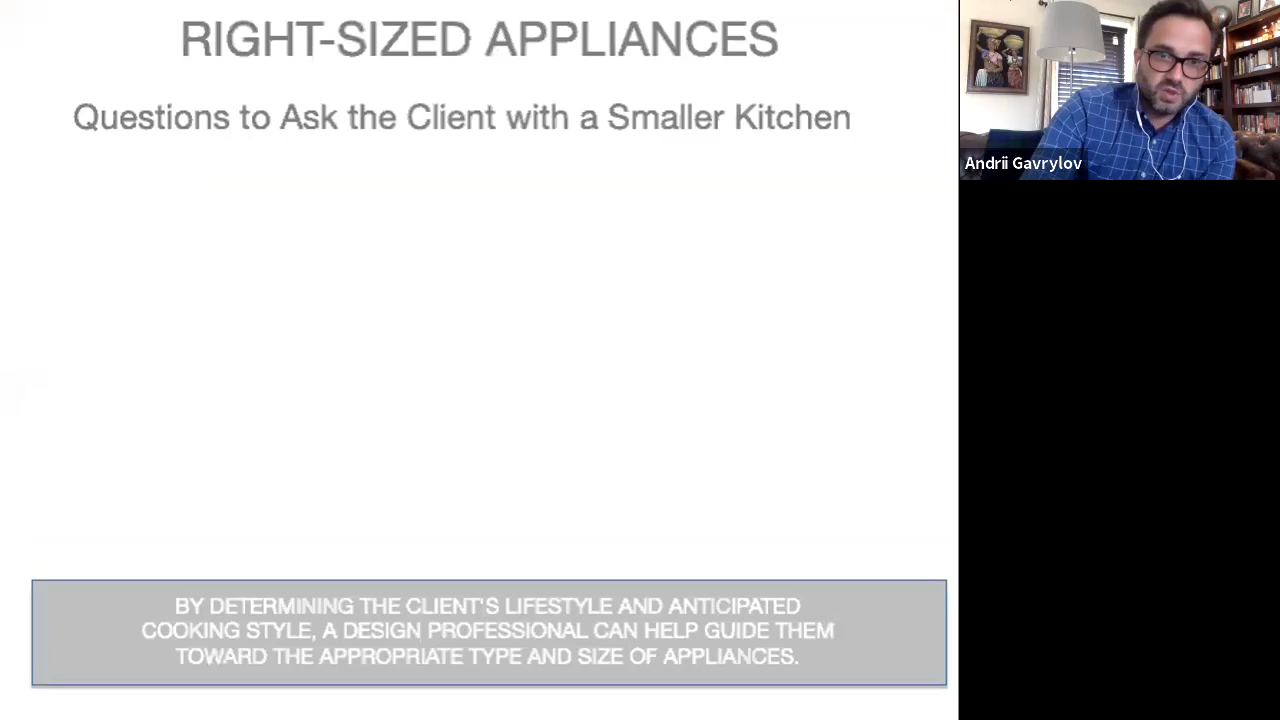 RIGHT-SIZED APPLIANCES
Questions to Ask the Client with a Smaller Kitchen
BY DETERMINING THE CLIENT'S LIFESTYLE AND ANTICIPATED
COOKING STYLE, A DESIGN PROFESSIONAL CAN HELP GUIDE THEM
TOWARD THE APPROPRIATE TYPE AND SIZE OF APPLIANCES.
Andrii Gavrylov